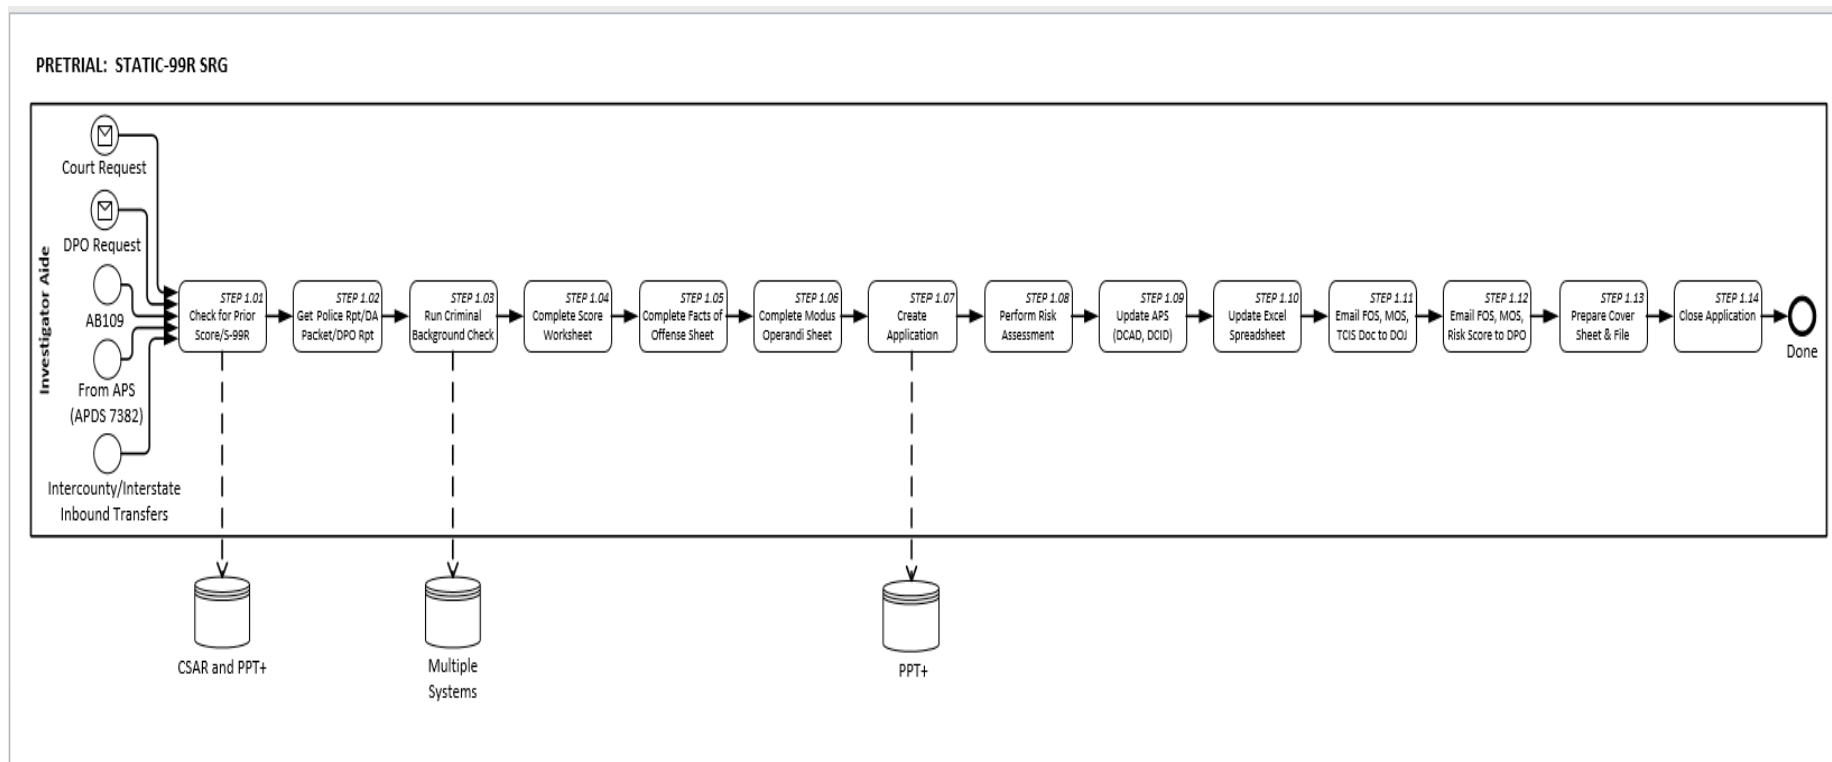 PRETRIAL: STATIC-99R SRG
Investigator Aide
Court Request
DPO Request
AB109
From APS
(APDS 7382)
Intercounty/Interstate
Inbound Transfers
STEP 1.01
Check for Prior
Score/S-99R
STEP 1.02
Get Police Rpt/DA
Packet/DPO Rpt
STEP 1.03
Run Criminal
Background Check
STEP 1.04
Complete Score
Worksheet
STEP 1.05
Complete Facts of
Offense Sheet
STEP 1.06
Complete Modus
Operandi Sheet
STEP 1.07
Create
Application
STEP 1.08
Perform Risk
Assessment
STEP 1.09
Update APS
(DCAD, DCID)
STEP 1.10
Update Excel
Spreadsheet
STEP 1.11
Email FOS, MOS,
TCIS Doc to DOJ
STEP 1.12
Email FOS, MOS,
Risk Score to DPO
STEP 1.13
Prepare Cover
Sheet & File
STEP 1.14
Close Application
Done
CSAR and PPT+
Multiple
Systems
PPT+